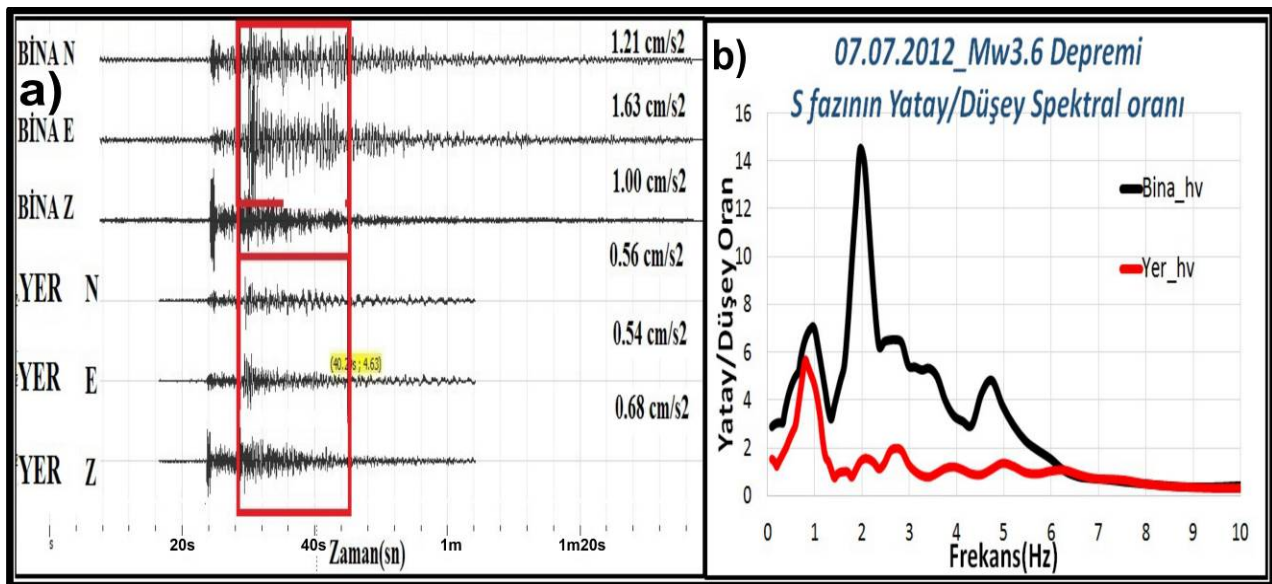 a)
BİNA N
1.21 cm/s2
BİNA E
1.63 cm/s2
BİNA Z
1.00 cm/s2
YER N
0.56 cm/s2
YER E
0.54 cm/s2
YER Z
0.68 cm/s2
s
20s
40s
1m
1m20s
Zaman(sn)
b)
07.07.2012_Mw3.6 Depremi
S fazının Yatay/Düşey Spektral oranı
Yatay/Düşey Oran
16
14
12
10
8
6
4
2
0
Bina_hv
Yer_hv
0 1 2 3 4 5 6 7 8 9 10
Frekans(Hz)